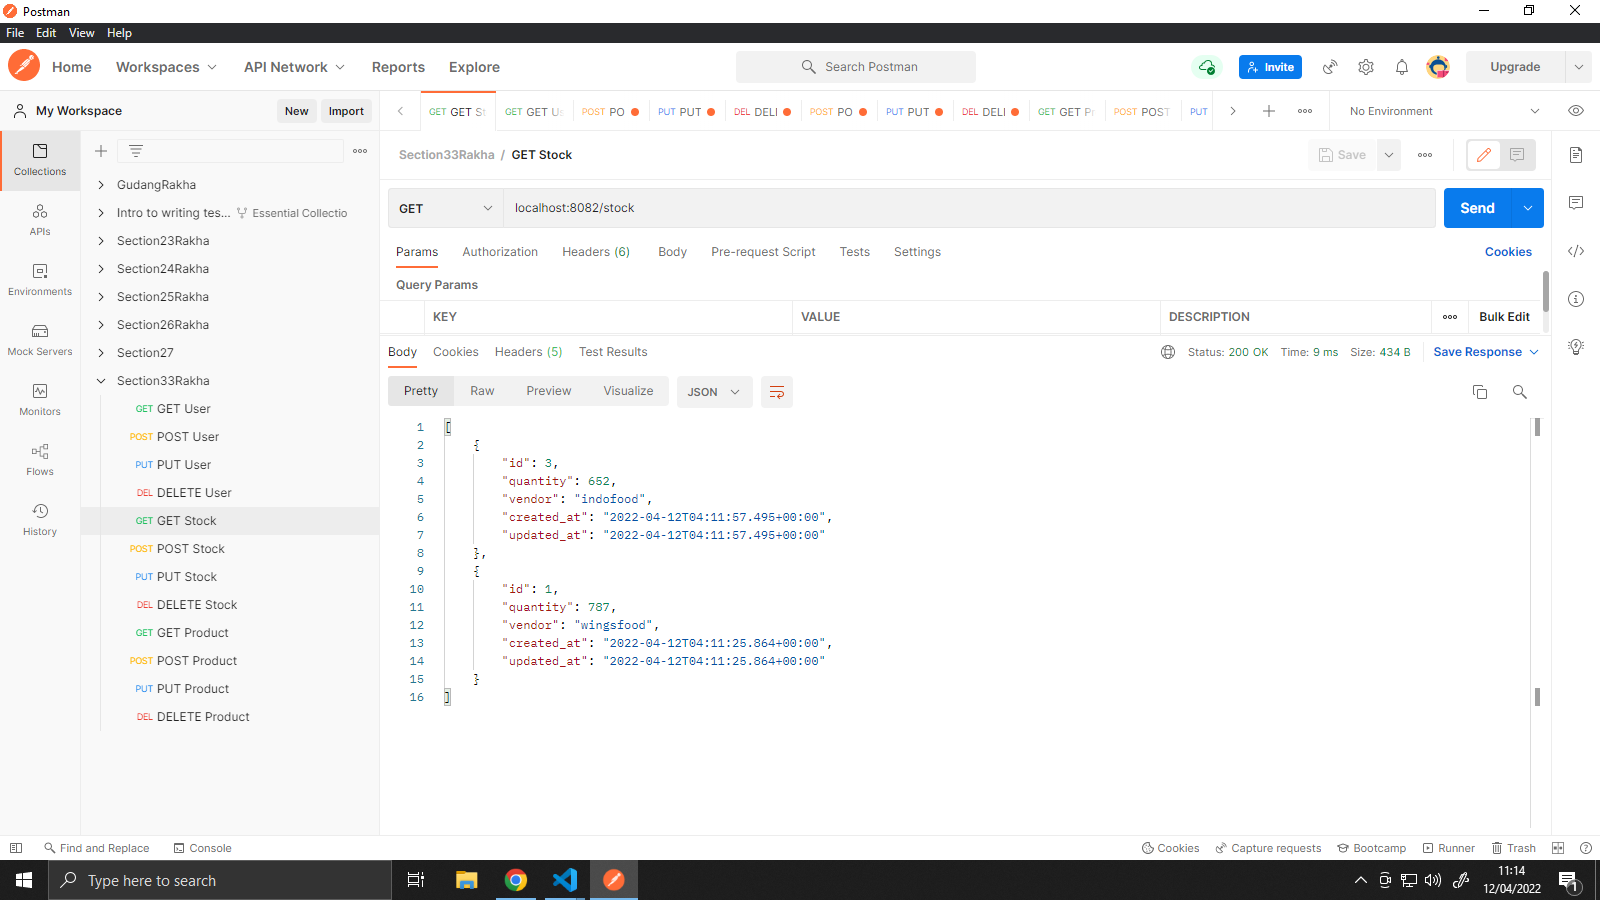 Postman
File Edit View Help
Home Workspaces API Network Reports Explore Search Postman Invite Upgrade
My Workspace New Import GET GET St GET GET Us POST PO PUT PUT DEL DELI POST PO PUT PUT DEL DELI GET GET P POST POST PUT No Environment
Section33Rakha / GET Stock Save
Collections
APIs
Environments
Mock Servers
Monitors
Flows
History
GudangRakha
Intro to writing tes... Essential Collectio
Section23Rakha
Section24Rakha
Section25Rakha
Section26Rakha
Section27
Section33Rakha
GET GET User
POST POST User
PUT PUT User
DEL DELETE User
GET GET Stock
POST POST Stock
PUT PUT Stock
DEL DELETE Stock
GET GET Product
POST POST Product
PUT PUT Product
DEL DELETE Product
GET localhost:8082/stock Send
Params Authorization Headers (6) Body Pre-request Script Tests Settings Cookies
Query Params
KEY VALUE DESCRIPTION Bulk Edit
Body Cookies Headers (5) Test Results Status: 200 OK Time: 9 ms Size: 434 B Save Response
Pretty Raw Preview Visualize JSON
1 [
2 {
3 "id": 3,
4 "quantity": 652,
5 "vendor": "indofood",
6 "created_at": "2022-04-12T04:11:57.495+00:00",
7 "updated_at": "2022-04-12T04:11:57.495+00:00"
8 },
9 {
10 "id": 1,
11 "quantity": 787,
12 "vendor": "wingsfood",
13 "created_at": "2022-04-12T04:11:25.864+00:00",
14 "updated_at": "2022-04-12T04:11:25.864+00:00"
15 }
16 ]
Find and Replace Console Cookies Capture requests Bootcamp Runner Trash
Type here to search 11:14
12/04/2022 1